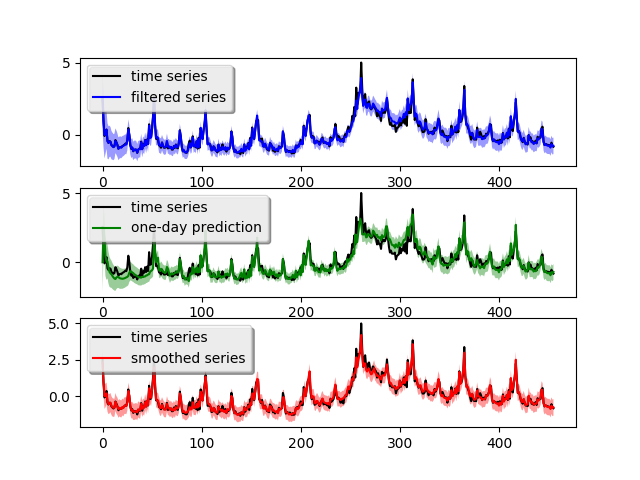 5
time series
filtered series
0
0 100 200 300 400
5
time series
one-day prediction
0
0 100 200 300 400
5.0
time series
2.5
smoothed series
0.0
0 100 200 300 400